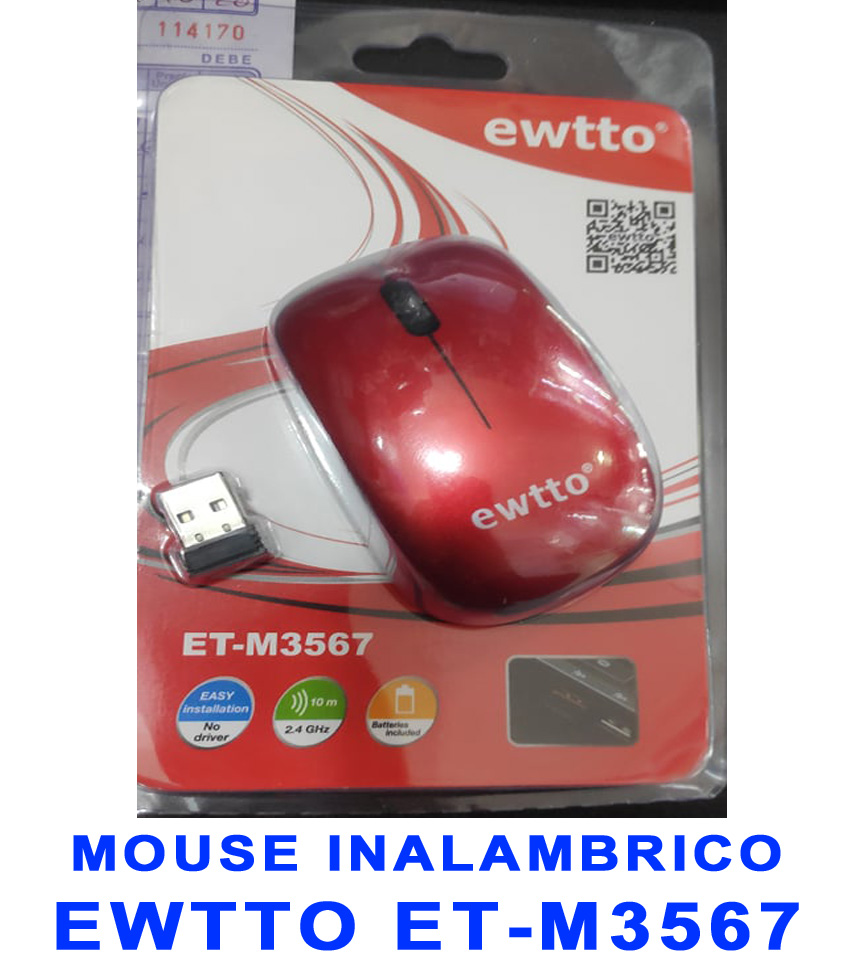 114170
DEBE
ewtto®
ewtto
ewtto®
ET-M3567
EASY
installation
No
driver
10 m
2.4 GHz
Batteries
included
MOUSE INALAMBRICO
EWTTO ET-M3567